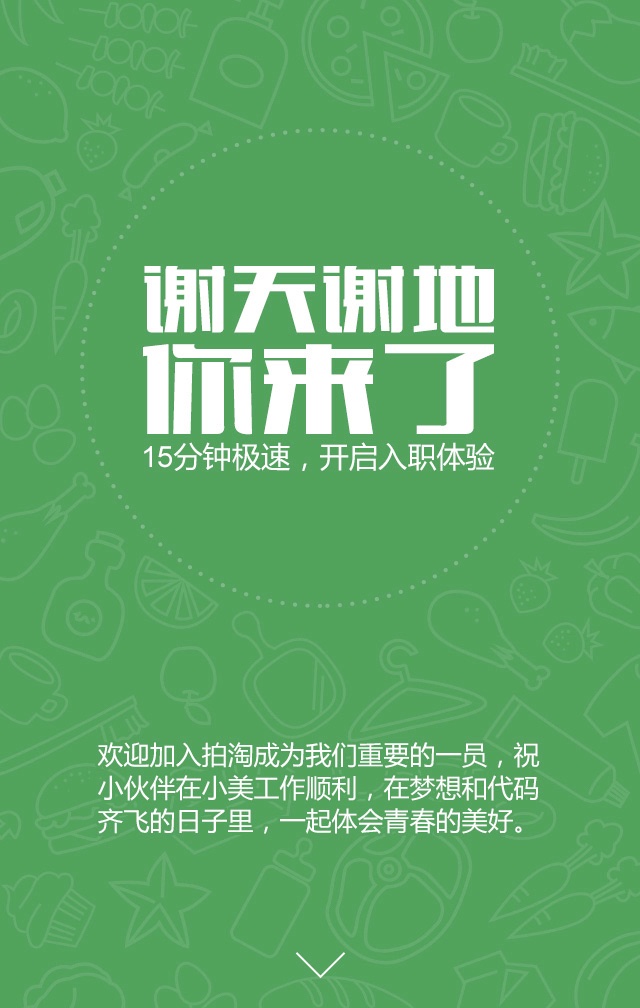 谢天谢地
你来了
15分钟极速，开启入职体验
欢迎加入拍淘成为我们重要的一员，祝
小伙伴在小美工作顺利，在梦想和代码
齐飞的日子里，一起体会青春的美好。